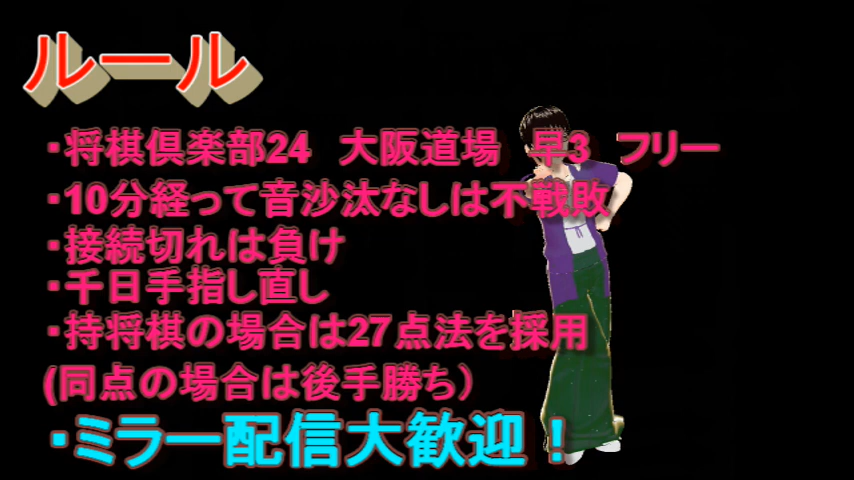 ルール
・将棋倶楽部24　大阪道場　早3　フリー
・10分経って音沙汰なしは不戦敗
・接続切れは負け
・千日手指し直し
・持将棋の場合は27点法を採用
(同点の場合は後手勝ち）
・ミラー配信大歓迎！